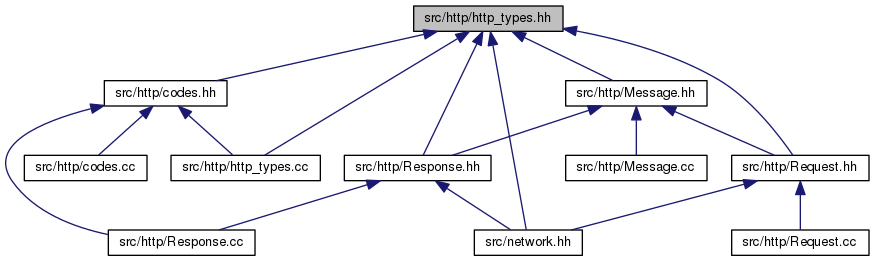 src/http/http_types.hh
src/http/codes.hh
src/http/Message.hh
src/http/codes.cc
src/http/http_types.cc
src/http/Response.hh
src/http/Message.cc
src/http/Request.hh
src/http/Response.cc
src/network.hh
src/http/Request.cc